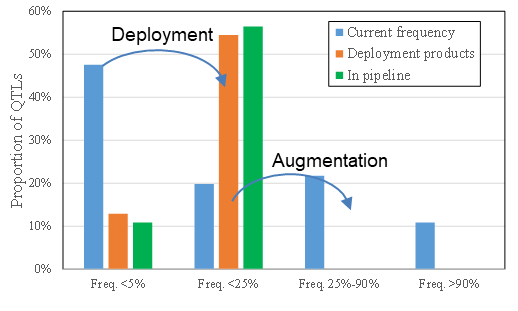 60%
50%
40%
30%
20%
10%
0%
Proportion of QTLs
Deployment
Augmentation
Current frequency
Deployment products
In pipeline
Freq. <5%
Freq. <25%
Freq. 25%-90%
Freq. >90%